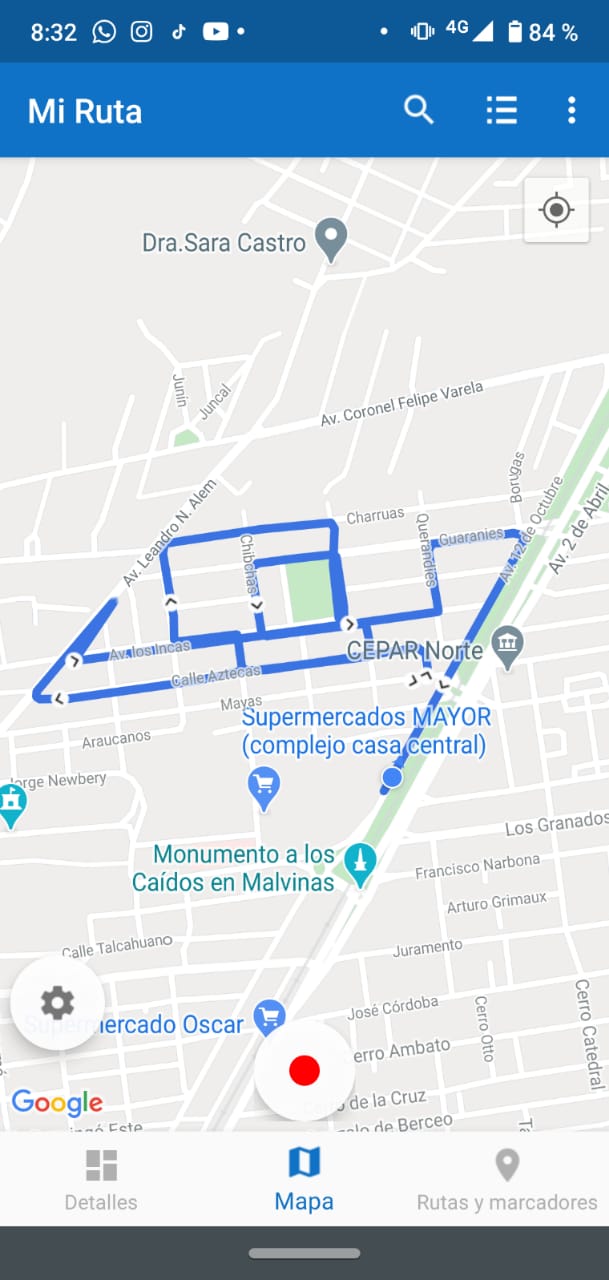 8:32
4G
84 %
Mi Ruta
Dra.Sara Castro
Junín
Juncal
Av. Coronel Felipe Varela
Av. Leandro N. Alem
Borogas
Charruas
Querandíes
Guaranies
Av. 12 de Octubre
Av. 2 de Abril
Chibchas
Av. los Incas
CEPAR Norte
Calle Aztecas
Mayas
Supermercados MAYOR
(complejo casa central)
Araucanos
Jorge Newbery
Los Granados
Monumento a los
Caídos en Malvinas
Francisco Narbona
Arturo Grimaux
Calle Talcahuano
Juramento
José Córdoba
Cerro Otto
Cerro Catedral
Supermercado Oscar
erro Ambato
o de la Cruz
lo de Berceo
Google
Detalles
Mapa
Rutas y marcadores